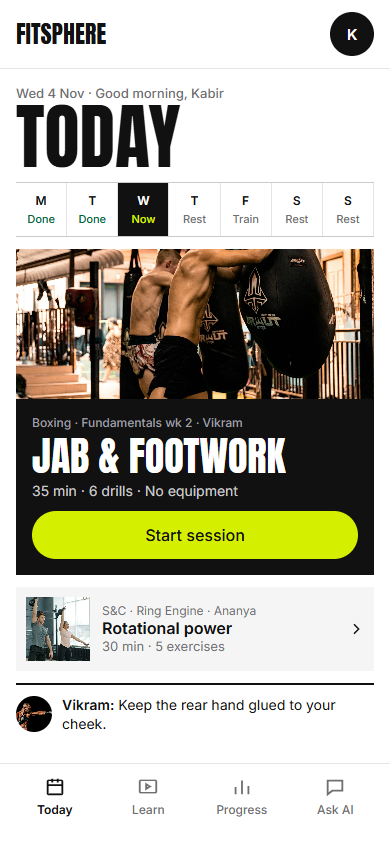 FITSPHERE
K
Wed 4 Nov · Good morning, Kabir
TODAY
M T W T F S S
Done Done Now Rest Train Rest Rest
Boxing · Fundamentals wk 2 · Vikram
JAB & FOOTWORK
35 min · 6 drills · No equipment
Start session
S&C · Ring Engine · Ananya
Rotational power
30 min · 5 exercises
Vikram: Keep the rear hand glued to your
cheek.
Today Learn Progress Ask AI